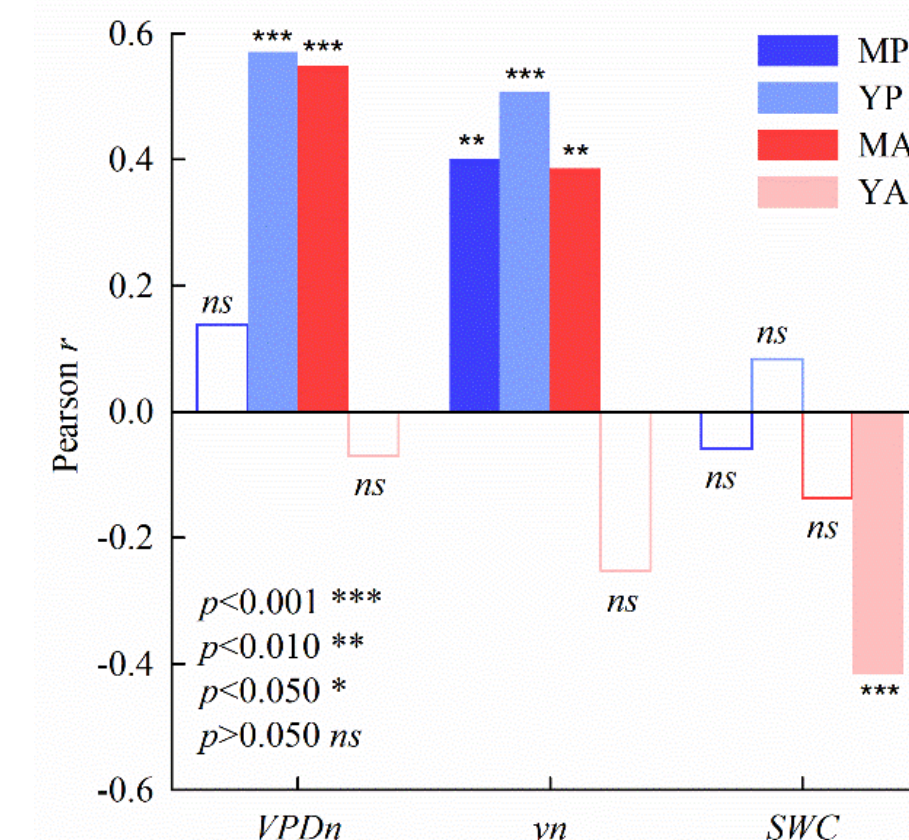 0.6
0.4
0.2
0.0
-0.2
-0.4
-0.6
Pearson r
***
***
***
**
**
ns
ns
ns
ns
ns
ns
***
MP
YP
MA
YA
p<0.001 ***
p<0.010 **
p<0.050 *
p>0.050 ns
VPDn
vn
SWC